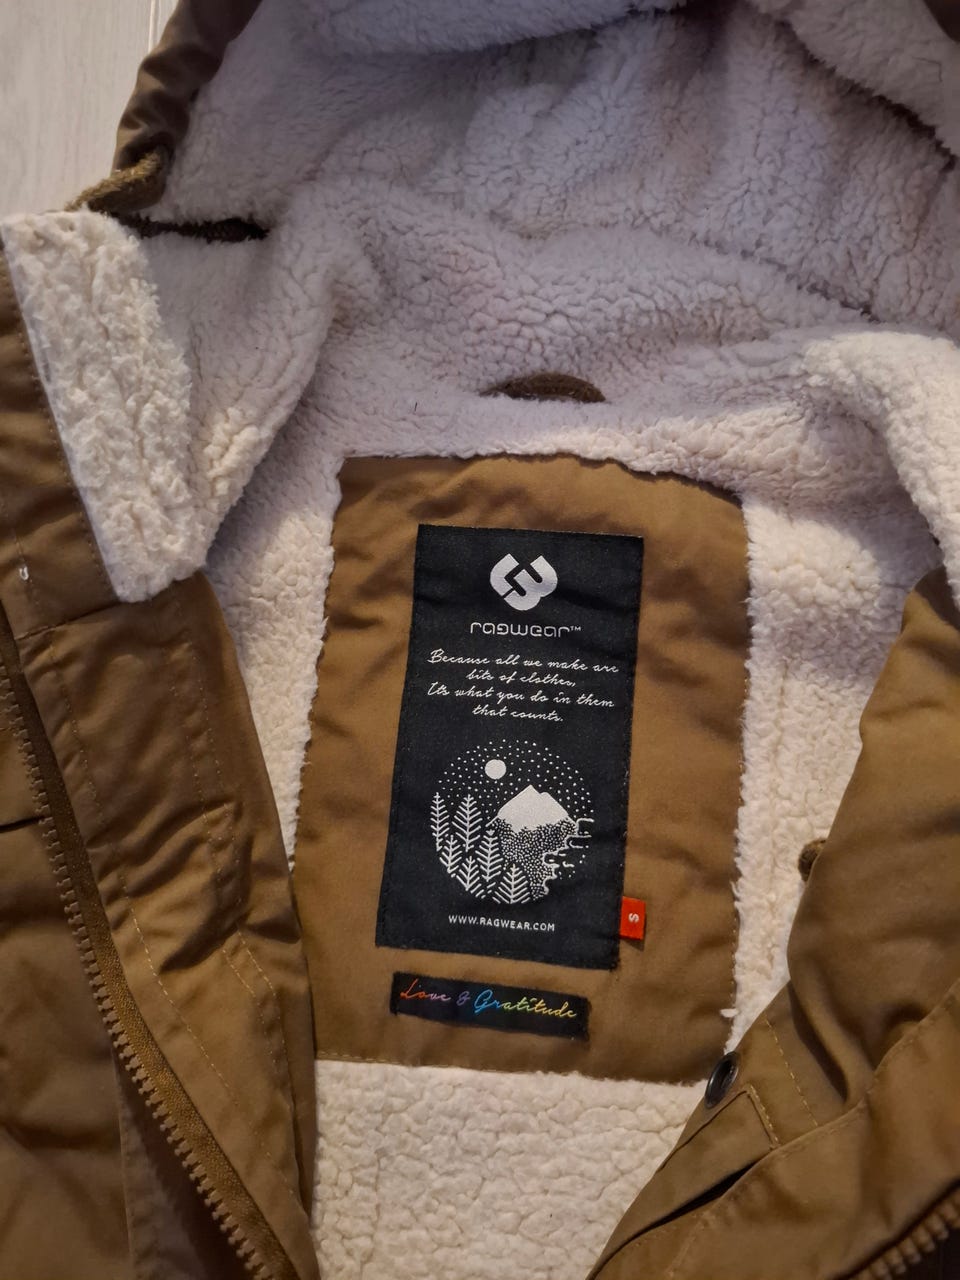 ragwear™
Because all we make are
bits of clothes,
Its what you do in them
that counts.
WWW.RAGWEAR.COM
S
Love & Gratitude